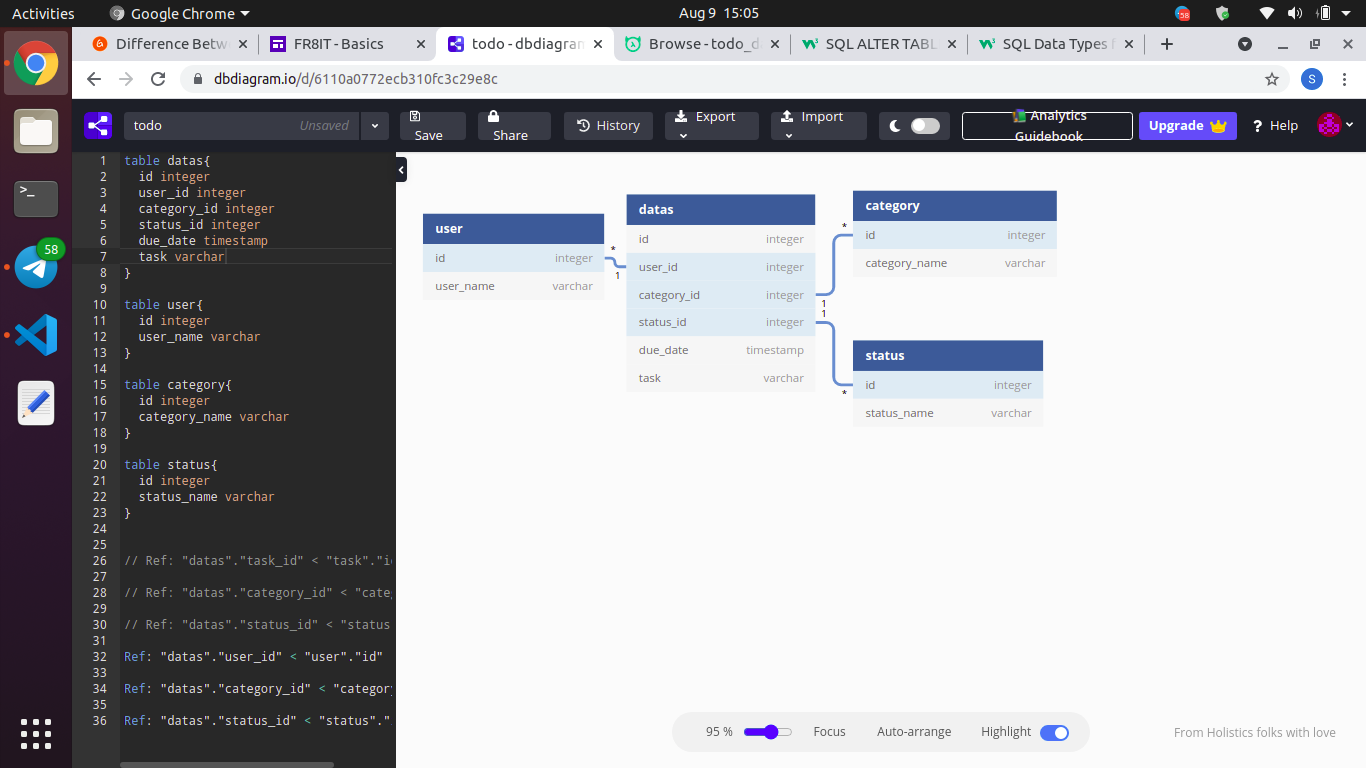 Activities
Google Chrome
Aug 9 15:05
58
Difference Betw
FR8IT - Basics
todo - dbdiagram
Browse - todo_d
SQL ALTER TABL
SQL Data Types f
dbdiagram.io/d/6110a0772ecb310fc3c29e8c
S
todo
Unsaved
Save
Share
History
Export
Import
Analytics Guidebook
Upgrade
? Help
58
1 table datas{
2 id integer
3 user_id integer
4 category_id integer
5 status_id integer
6 due_date timestamp
7 task varchar
8 }
9
10 table user{
11 id integer
12 user_name varchar
13 }
14
15 table category{
16 id integer
17 category_name varchar
18 }
19
20 table status{
21 id integer
22 status_name varchar
23 }
24
25
26 // Ref: "datas"."task_id" < "task"."i
27
28 // Ref: "datas"."category_id" < "cate
29
30 // Ref: "datas"."status_id" < "status
31
32 Ref: "datas"."user_id" < "user"."id"
33
34 Ref: "datas"."category_id" < "category
35
36 Ref: "datas"."status_id" < "status"."
user
id integer
user_name varchar
*
1
datas
id integer
user_id integer
category_id integer
status_id integer
due_date timestamp
task varchar
*
1
1
*
category
id integer
category_name varchar
status
id integer
status_name varchar
95 %
Focus
Auto-arrange
Highlight
From Holistics folks with love